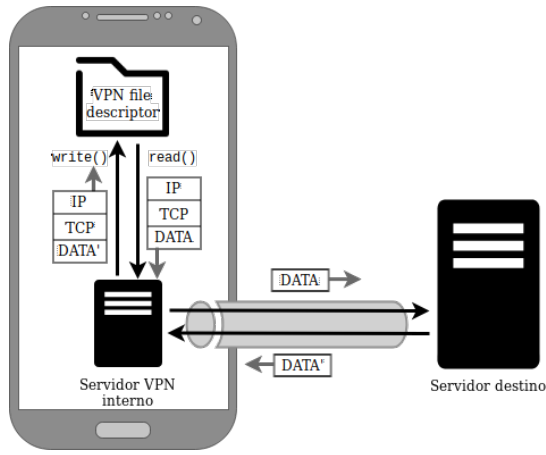 VPN file
descriptor
write()
read()
IP
TCP
DATA'
IP
TCP
DATA
DATA
DATA'
Servidor VPN
interno
Servidor destino